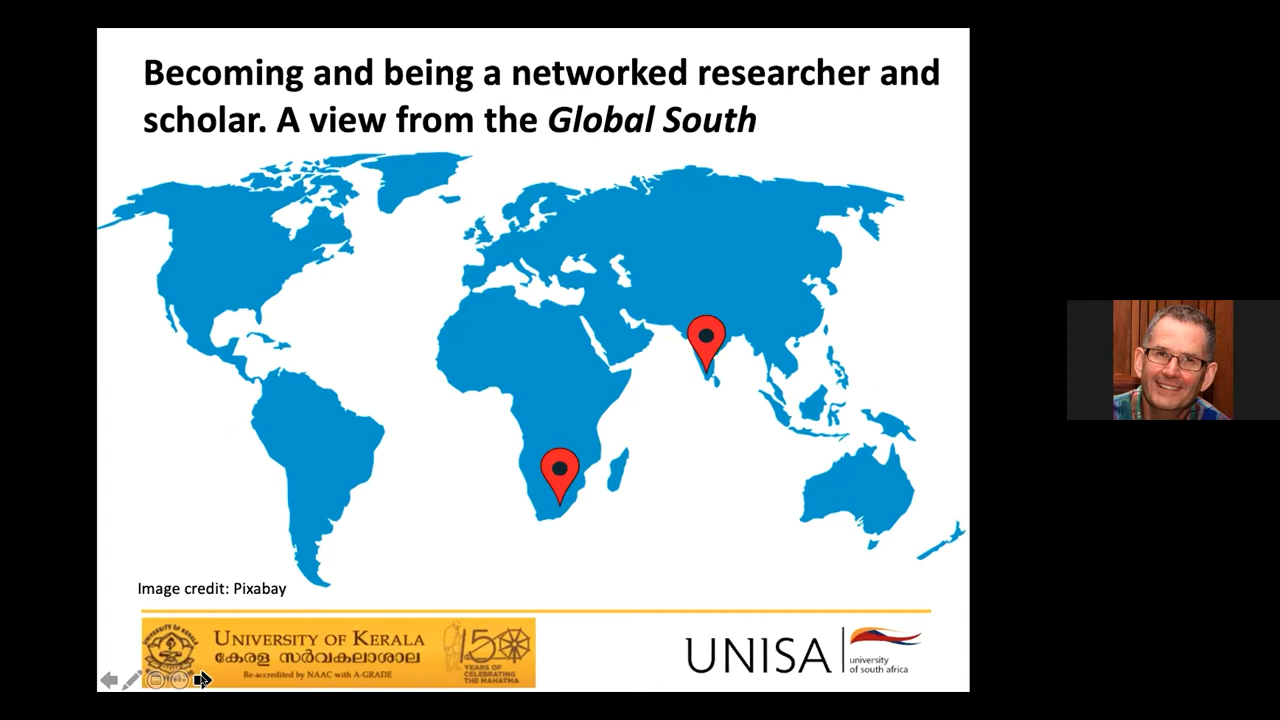 Becoming and being a networked researcher and
scholar. A view from the Global South
Image credit: Pixabay
UNIVERSITY OF KERALA
കേരള സർവകലാശാല
Re-accredited by NAAC with A-GRADE
150
YEARS OF
CELEBRATING
THE MAHATMA
UNISA
university
of south africa